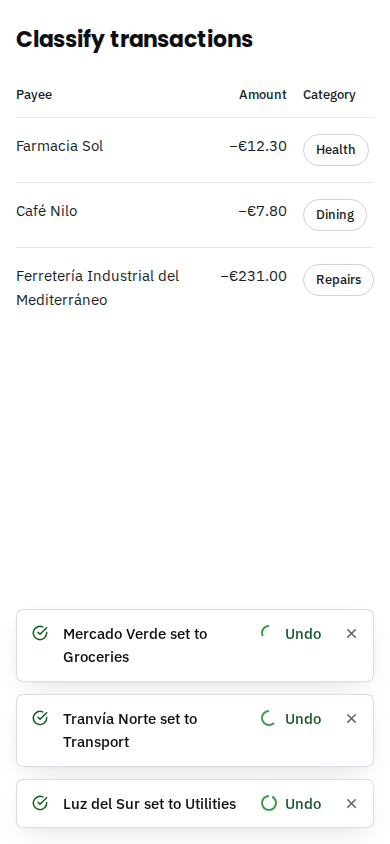 Classify transactions
Payee Amount Category
Farmacia Sol −€12.30 Health
Café Nilo −€7.80 Dining
Ferretería Industrial del −€231.00 Repairs
Mediterráneo
Mercado Verde set to Undo
Groceries
Tranvía Norte set to Undo
Transport
Luz del Sur set to Utilities Undo